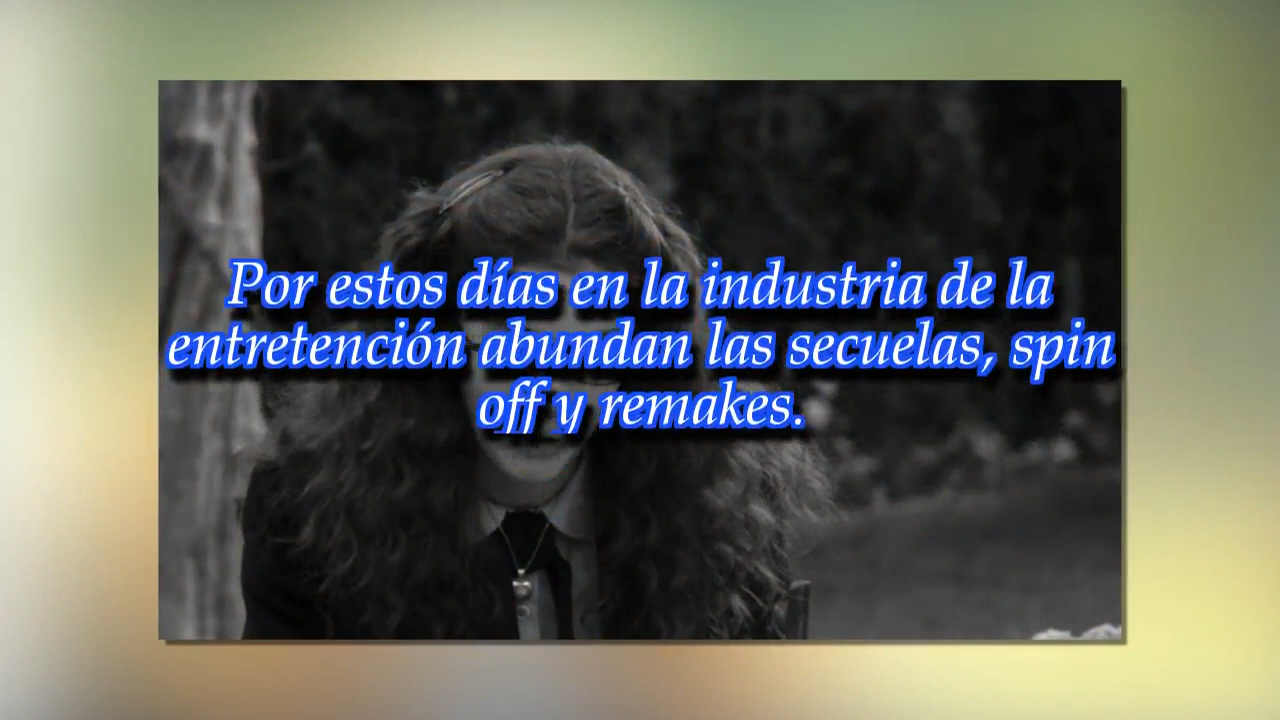 Por estos días en la industria de la
entretención abundan las secuelas, spin
off y remakes.